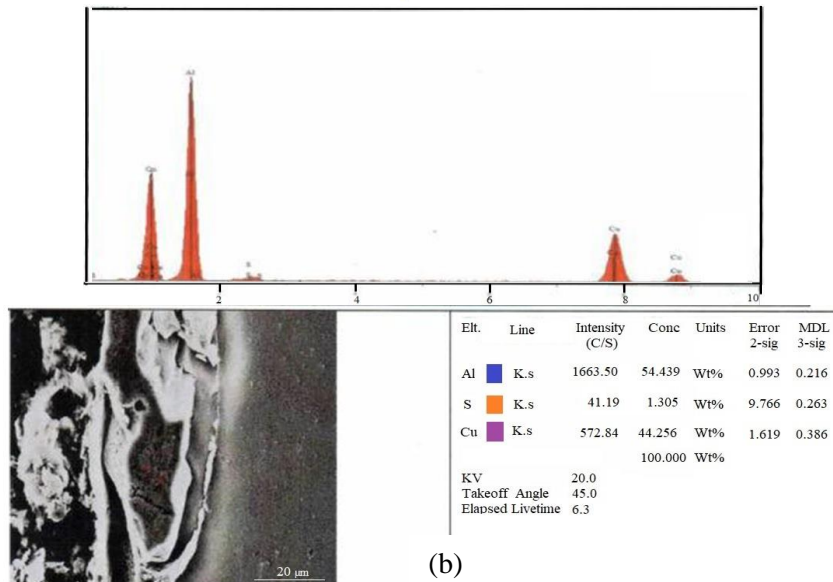 Al
Cu
S
S
Cu
Cu
Cu
2 4 6 8 10
Elt. Line Intensity (C/S) Conc Units Error 2-sig MDL 3-sig
Al K.s 1663.50 54.439 Wt% 0.993 0.216
S K.s 41.19 1.305 Wt% 9.766 0.263
Cu K.s 572.84 44.256 Wt% 1.619 0.386
100.000 Wt%
KV 20.0
Takeoff Angle 45.0
Elapsed Livetime 6.3
20 μm
(b)